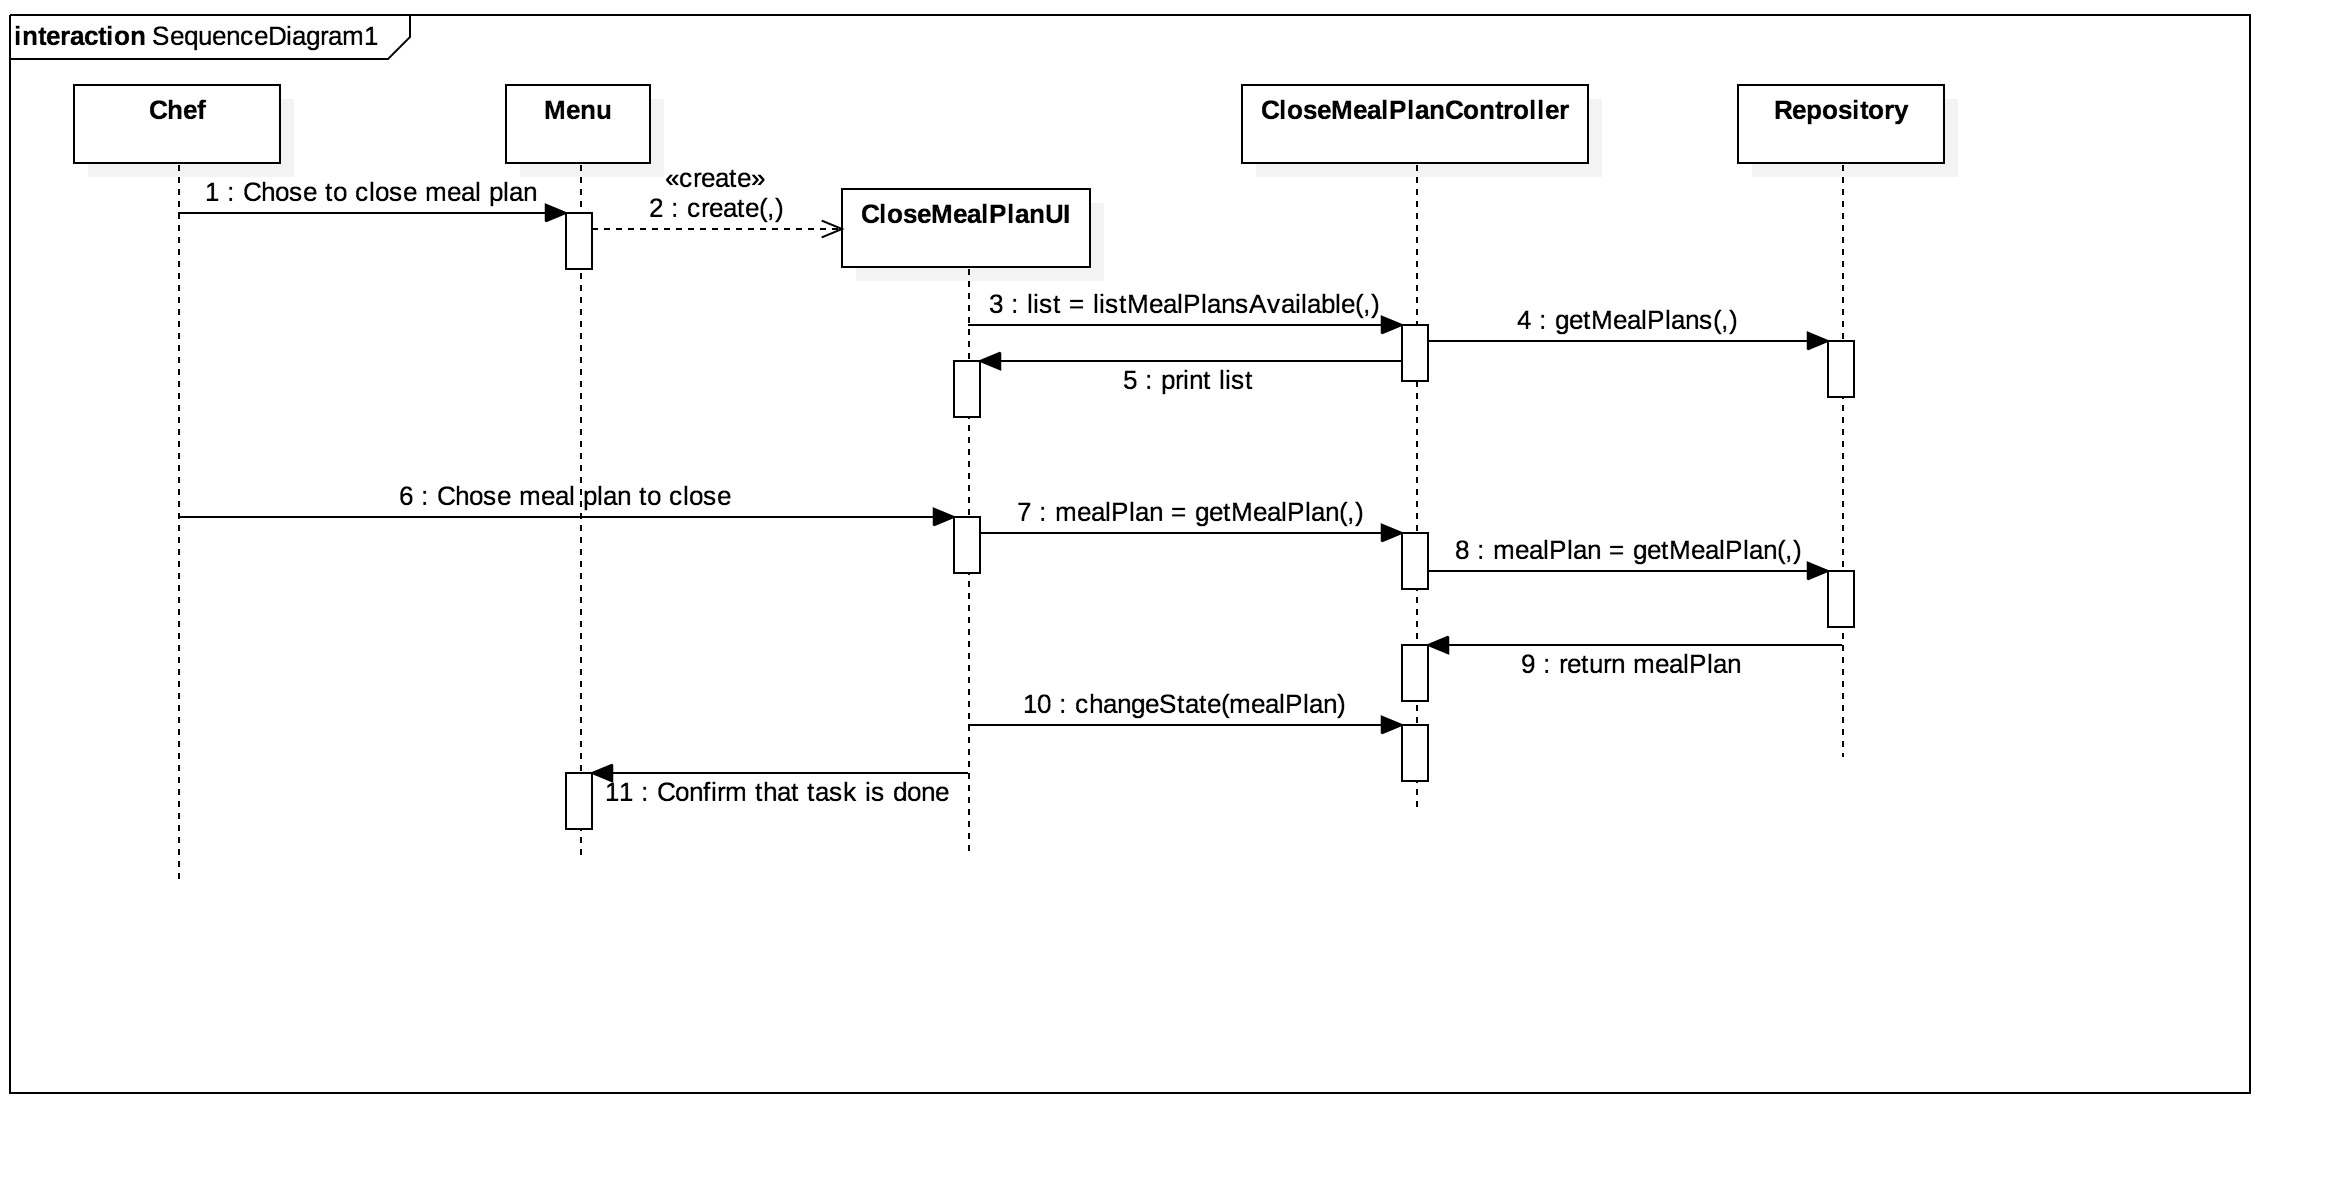 interaction SequenceDiagram1
Chef
Menu
CloseMealPlanController
Repository
1 : Chose to close meal plan
«create»
2 : create(,)
CloseMealPlanUI
3 : list = listMealPlansAvailable(,)
4 : getMealPlans(,)
5 : print list
6 : Chose meal plan to close
7 : mealPlan = getMealPlan(,)
8 : mealPlan = getMealPlan(,)
9 : return mealPlan
10 : changeState(mealPlan)
11 : Confirm that task is done